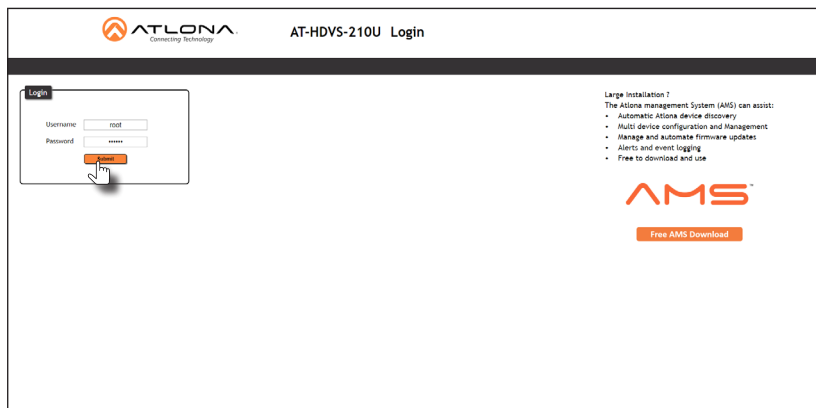 ATLONA
Connecting Technology
AT-HDVS-210U Login
Login
Username root
Password ••••••
Submit
Large Installation ?
The Atlona management System (AMS) can assist:
• Automatic Atlona device discovery
• Multi device configuration and Management
• Manage and automate firmware updates
• Alerts and event logging
• Free to download and use
AMS™
Free AMS Download